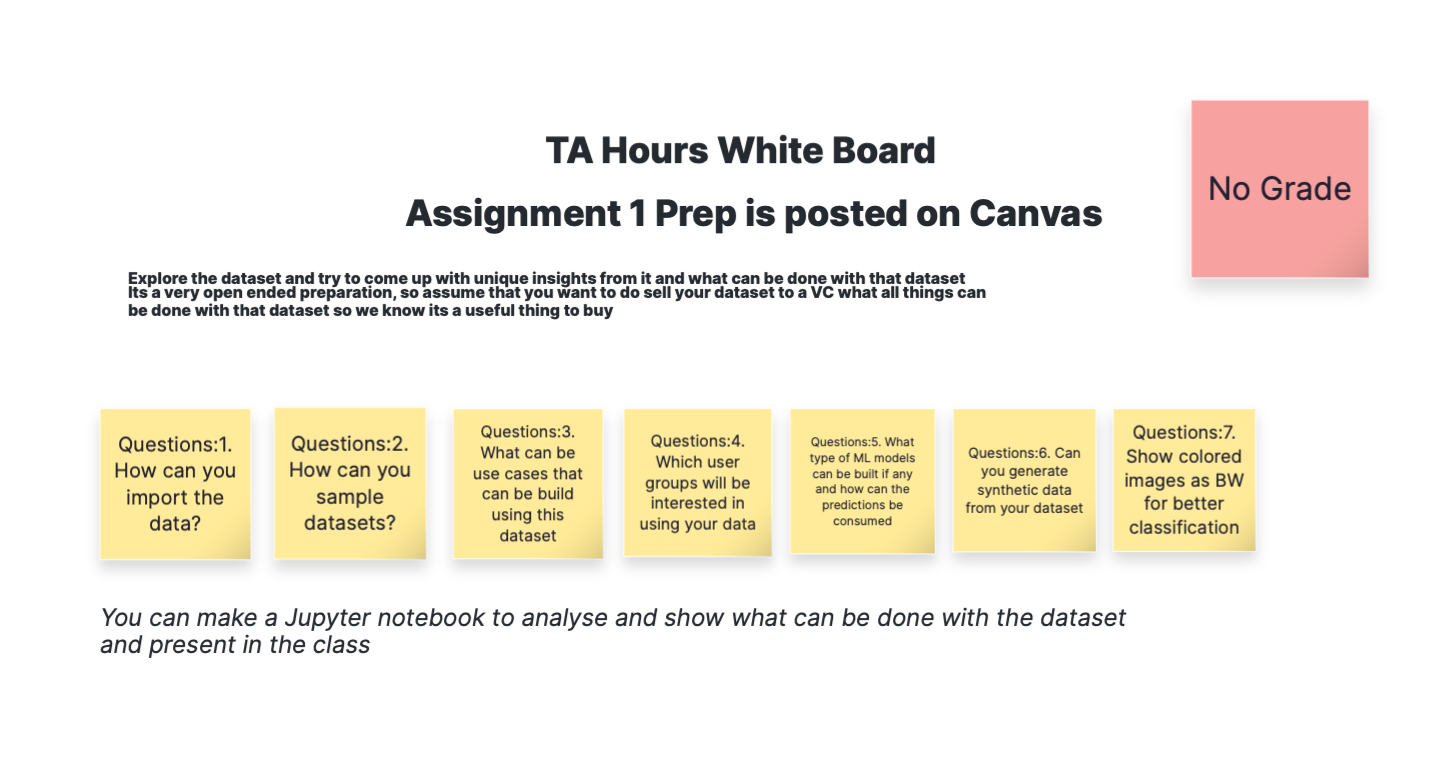 TA Hours White Board
Assignment 1 Prep is posted on Canvas
No Grade
Explore the dataset and try to come up with unique insights from it and what can be done with that dataset
Its a very open ended preparation, so assume that you want to do sell your dataset to a VC what all things can
be done with that dataset so we know its a useful thing to buy
Questions:1.
How can you
import the
data?
Questions:2.
How can you
sample
datasets?
Questions:3.
What can be
use cases that
can be build
using this
dataset
Questions:4.
Which user
groups will be
interested in
using your data
Questions:5. What
type of ML models
can be built if any
and how can the
predictions be
consumed
Questions:6. Can
you generate
synthetic data
from your dataset
Questions:7.
Show colored
images as BW
for better
classification
You can make a Jupyter notebook to analyse and show what can be done with the dataset
and present in the class